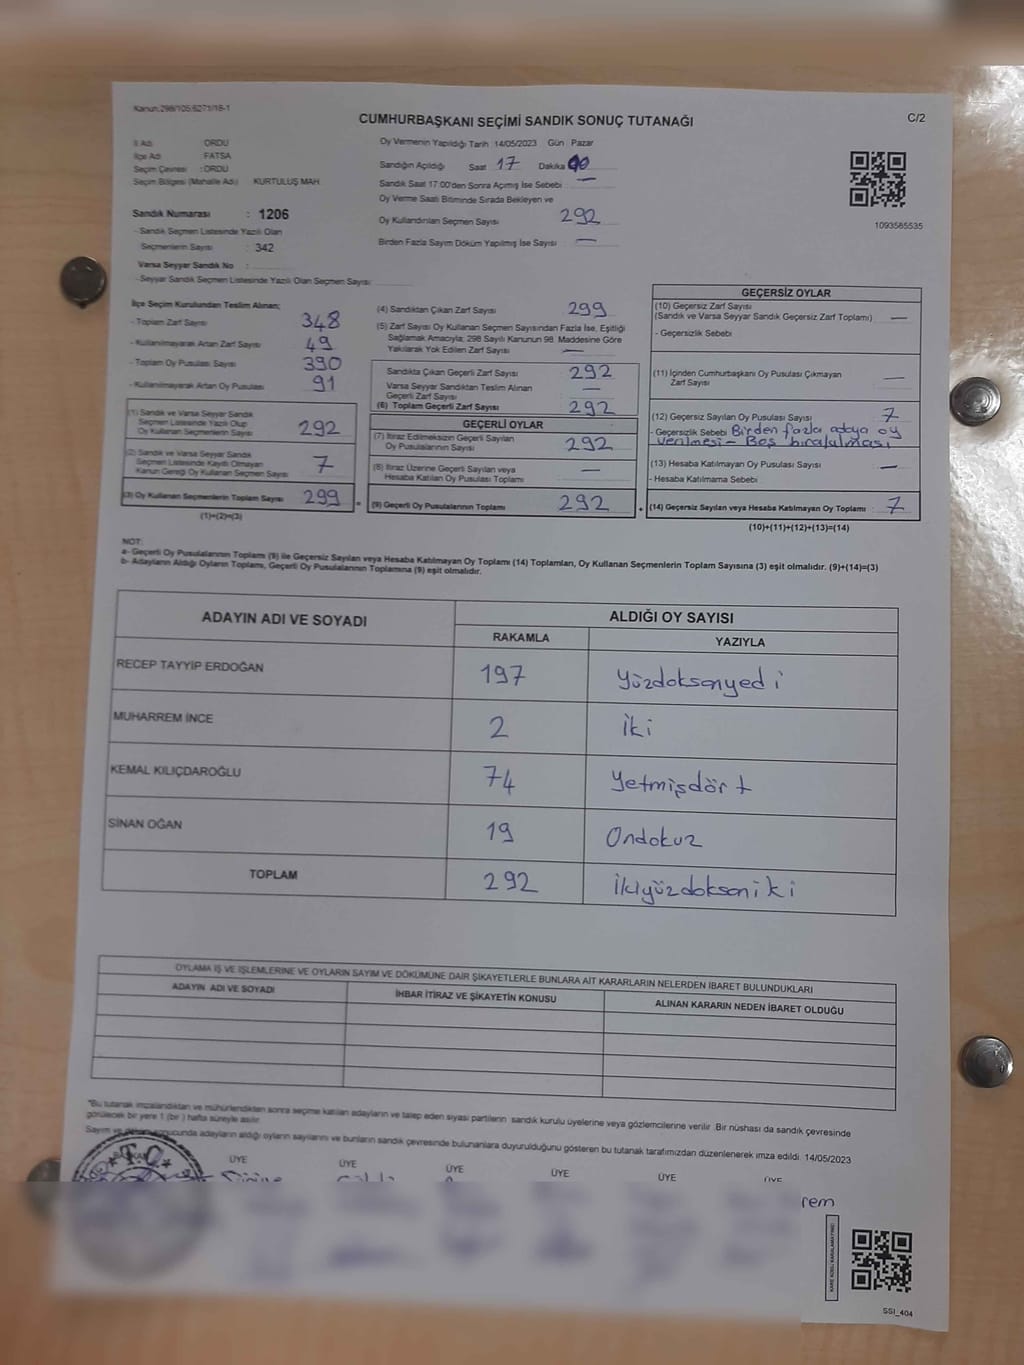 Kanun.298/105,6271/18-1
CUMHURBAŞKANI SEÇİMİ SANDIK SONUÇ TUTANAĞI
C/2
İl Adı ORDU
İlçe Adı FATSA
Seçim Çevresi : ORDU
Seçim Bölgesi (Mahalle Adı) KURTULUŞ MAH.
Sandık Numarası : 1206
- Sandık Seçmen Listesinde Yazılı Olan
Seçmenlerin Sayısı : 342
Varsa Seyyar Sandık No :
- Seyyar Sandık Seçmen Listesinde Yazılı Olan Seçmen Sayısı
Oy Vermenin Yapıldığı Tarih 14/05/2023 Gün Pazar
Sandığın Açıldığı Saat 17 Dakika
Sandık Saat 17:00'den Sonra Açımış İse Sebebi —
Oy Verme Saati Bitiminde Sırada Bekleyen ve
Oy Kullandırılan Seçmen Sayısı 292
Birden Fazla Sayım Döküm Yapılmış İse Sayısı —
1093565535
İlçe Seçim Kurulundan Teslim Alınan;
- Toplam Zarf Sayısı 348
- Kullanılmayarak Artan Zarf Sayısı 49
- Toplam Oy Pusulası Sayısı 390
- Kullanılmayarak Artan Oy Pusulası 91
(1) Sandık ve Varsa Seyyar Sandık
Seçmen Listesinde Yazılı Olup
Oy Kullanan Seçmenlerin Sayısı 292
(2) Sandık ve Varsa Seyyar Sandık
Seçmen Listesinde Kayıtlı Olmayan
Kanun Gereği Oy Kullanan Seçmen Sayısı 7
(3) Oy Kullanan Seçmenlerin Toplam Sayısı 299
(1)+(2)=(3)
=
(4) Sandıktan Çıkan Zarf Sayısı 299
(5) Zarf Sayısı Oy Kullanan Seçmen Sayısından Fazla İse, Eşitliği
Sağlamak Amacıyla; 298 Sayılı Kanunun 98. Maddesine Göre
Yakılarak Yok Edilen Zarf Sayısı —
Sandıkta Çıkan Geçerli Zarf Sayısı 292
Varsa Seyyar Sandıktan Teslim Alınan
Geçerli Zarf Sayısı —
(6) Toplam Geçerli Zarf Sayısı 292
GEÇERLİ OYLAR
(7) İtiraz Edilmeksizin Geçerli Sayılan
Oy Pusulalarının Sayısı 292
(8) İtiraz Üzerine Geçerli Sayılan veya
Hesaba Katılan Oy Pusulası Toplamı —
(9) Geçerli Oy Pusulalarının Toplamı 292
+
GEÇERSİZ OYLAR
(10) Geçersiz Zarf Sayısı
(Sandık ve Varsa Seyyar Sandık Geçersiz Zarf Toplamı) —
- Geçersizlik Sebebi
(11) İçinden Cumhurbaşkanı Oy Pusulası Çıkmayan
Zarf Sayısı —
(12) Geçersiz Sayılan Oy Pusulası Sayısı 7
- Geçersizlik Sebebi Birden fazla adaya oy
verilmesi - Boş bırakılması
(13) Hesaba Katılmayan Oy Pusulası Sayısı —
- Hesaba Katılmama Sebebi
(14) Geçersiz Sayılan veya Hesaba Katılmayan Oy Toplamı 7
(10)+(11)+(12)+(13)=(14)
NOT:
a- Geçerli Oy Pusulalarının Toplamı (9) ile Geçersiz Sayılan veya Hesaba Katılmayan Oy Toplamı (14) Toplamları, Oy Kullanan Seçmenlerin Toplam Sayısına (3) eşit olmalıdır. (9)+(14)=(3)
b- Adayların Aldığı Oyların Toplamı, Geçerli Oy Pusulalarının Toplamına (9) eşit olmalıdır.
ADAYIN ADI VE SOYADI ALDIĞI OY SAYISI
RAKAMLA YAZIYLA
RECEP TAYYİP ERDOĞAN 197 Yüzdoksanyedi
MUHARREM İNCE 2 İki
KEMAL KILIÇDAROĞLU 74 Yetmişdört
SİNAN OĞAN 19 Ondokuz
TOPLAM 292 İkiyüzdoksaniki
OYLAMA İŞ VE İŞLEMLERİNE VE OYLARIN SAYIM VE DÖKÜMÜNE DAİR ŞİKAYETLERLE BUNLARA AİT KARARLARIN NELERDEN İBARET BULUNDUKLARI
ADAYIN ADI VE SOYADI İHBAR İTİRAZ VE ŞİKAYETİN KONUSU ALINAN KARARIN NEDEN İBARET OLDUĞU
*Bu tutanak imzalandıktan ve mühürlendikten sonra seçime katılan adayların ve talep eden siyasi partilerin sandık kurulu üyelerine veya gözlemcilerine verilir. Bir nüshası da sandık çevresinde
görülecek bir yere 1 (bir) hafta süreyle asılır.
Sayım ve sonucunda adayların aldığı oyların sayılarını ve bunların sandık çevresinde bulunanlara duyurulduğunu gösteren bu tutanak tarafımızdan düzenlenerek imza edildi. 14/05/2023
T.C.
ÜYE ÜYE ÜYE ÜYE ÜYE ÜYE
SSI_404